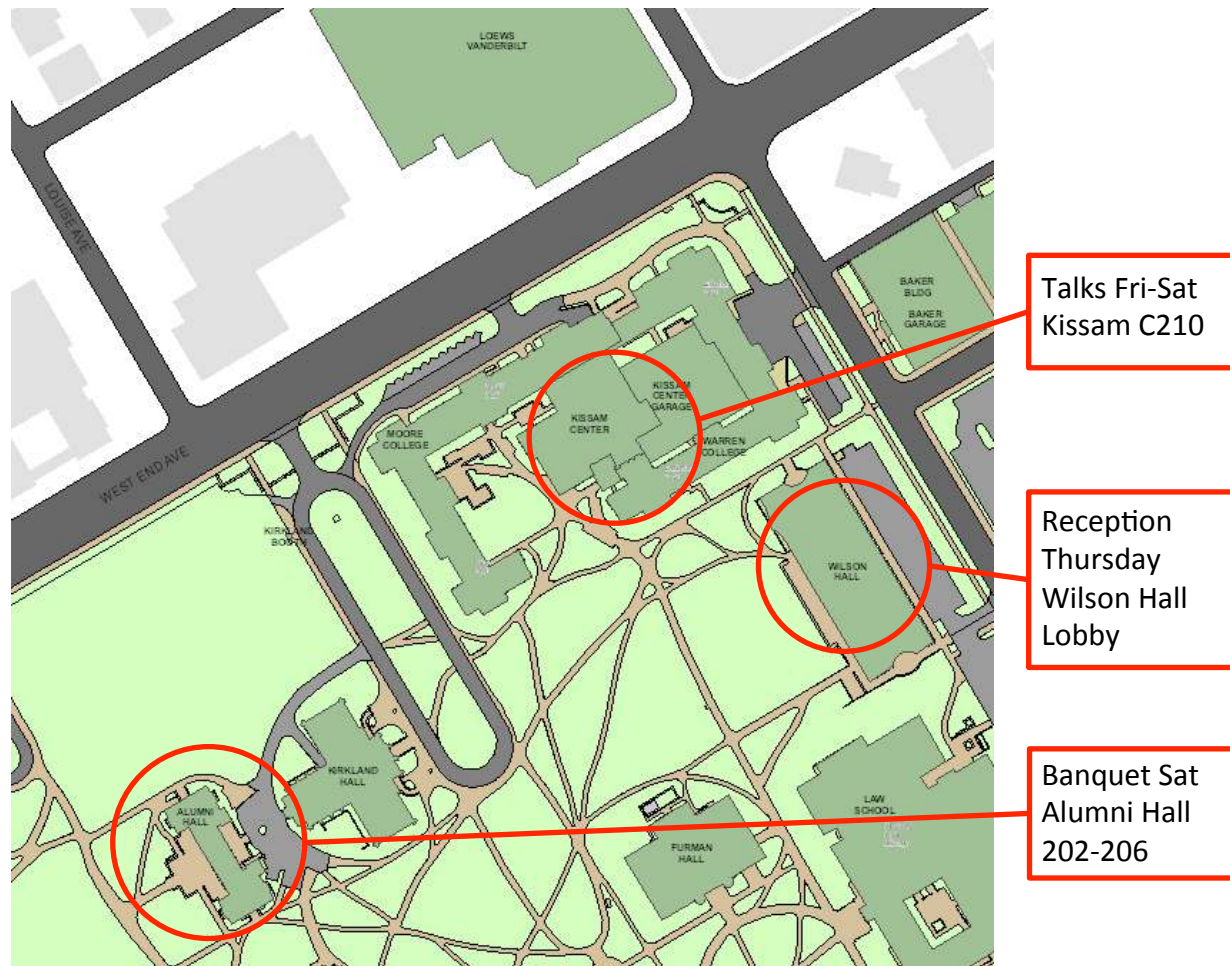 LOEWS
VANDERBILT
LOUISE AVE
BAKER
BLDG
BAKER
GARAGE
Talks Fri-Sat
Kissam C210
KISSAM
CENTER
GARAGE
KISSAM
CENTER
MOORE
COLLEGE
WARREN
COLLEGE
WEST END AVE
KIRKLAND
BOOTH
WILSON
HALL
Reception
Thursday
Wilson Hall
Lobby
KIRKLAND
HALL
ALUMNI
HALL
LAW
SCHOOL
FURMAN
HALL
Banquet Sat
Alumni Hall
202-206